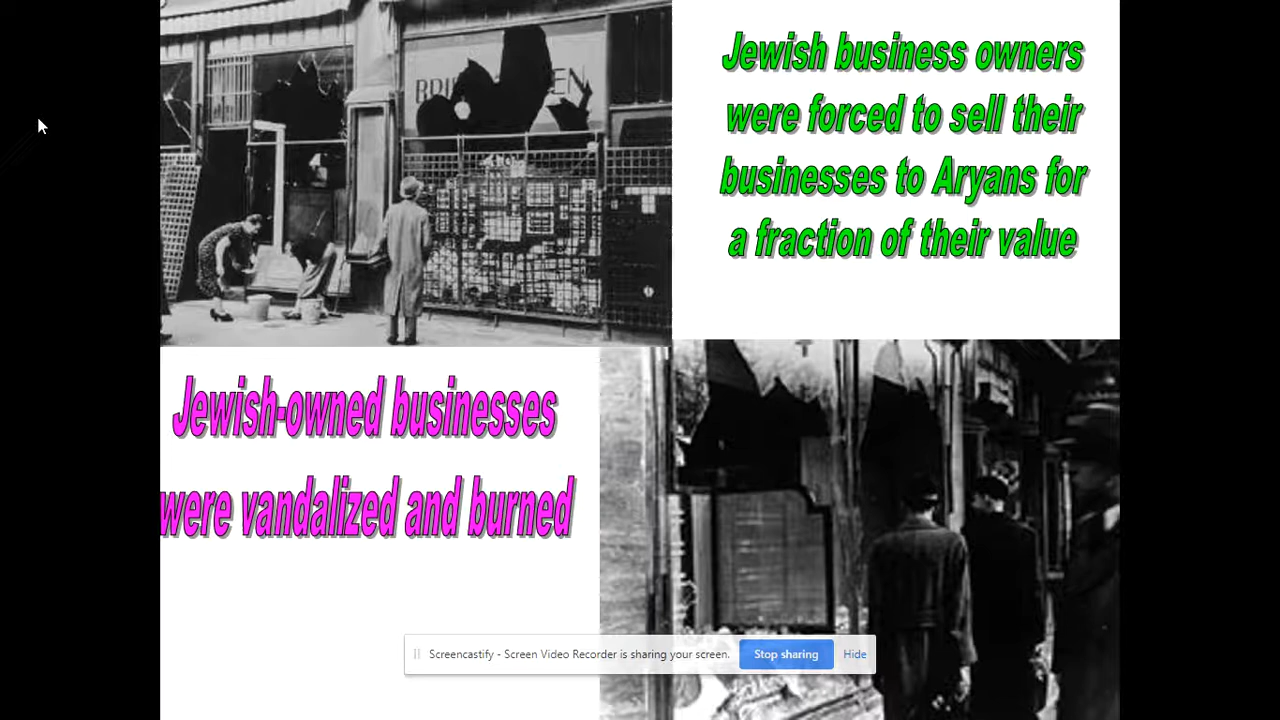 Jewish business owners
were forced to sell their
businesses to Aryans for
a fraction of their value
Jewish-owned businesses
were vandalized and burned
Screencastify - Screen Video Recorder is sharing your screen.
Stop sharing
Hide